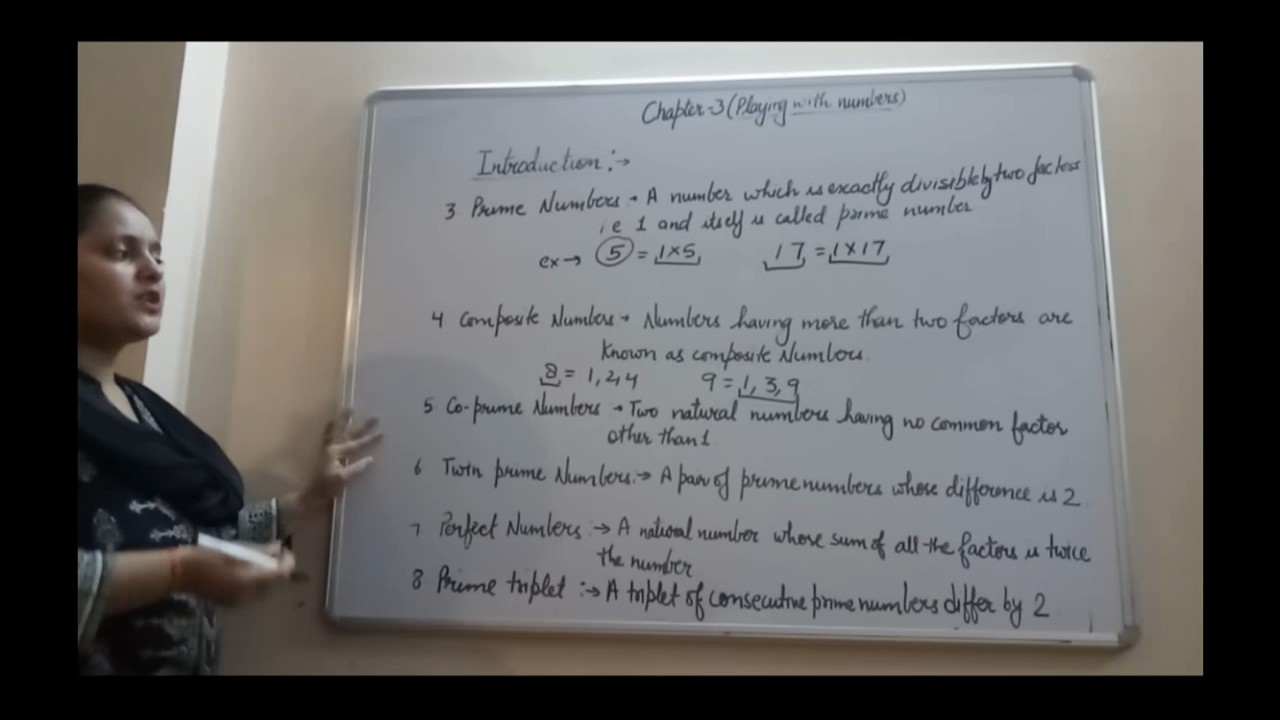 Chapter-3 (Playing with numbers)
Introduction :→
3 Prime Numbers → A number which is exactly divisible by two factors
i.e 1 and itself is called prime number
ex → 5 = 1×5 17 = 1×17
4 Composite Numbers → Numbers having more than two factors are
known as composite Numbers.
8 = 1,2,4 9 = 1,3,9
5 Co-prime Numbers → Two natural numbers having no common factor
other than 1
6 Twin prime Numbers :→ A pair of prime numbers whose difference is 2
7 Perfect Numbers :→ A natural number whose sum of all the factors is twice
the number
8 Prime triplet :→ A triplet of consecutive prime numbers differ by 2